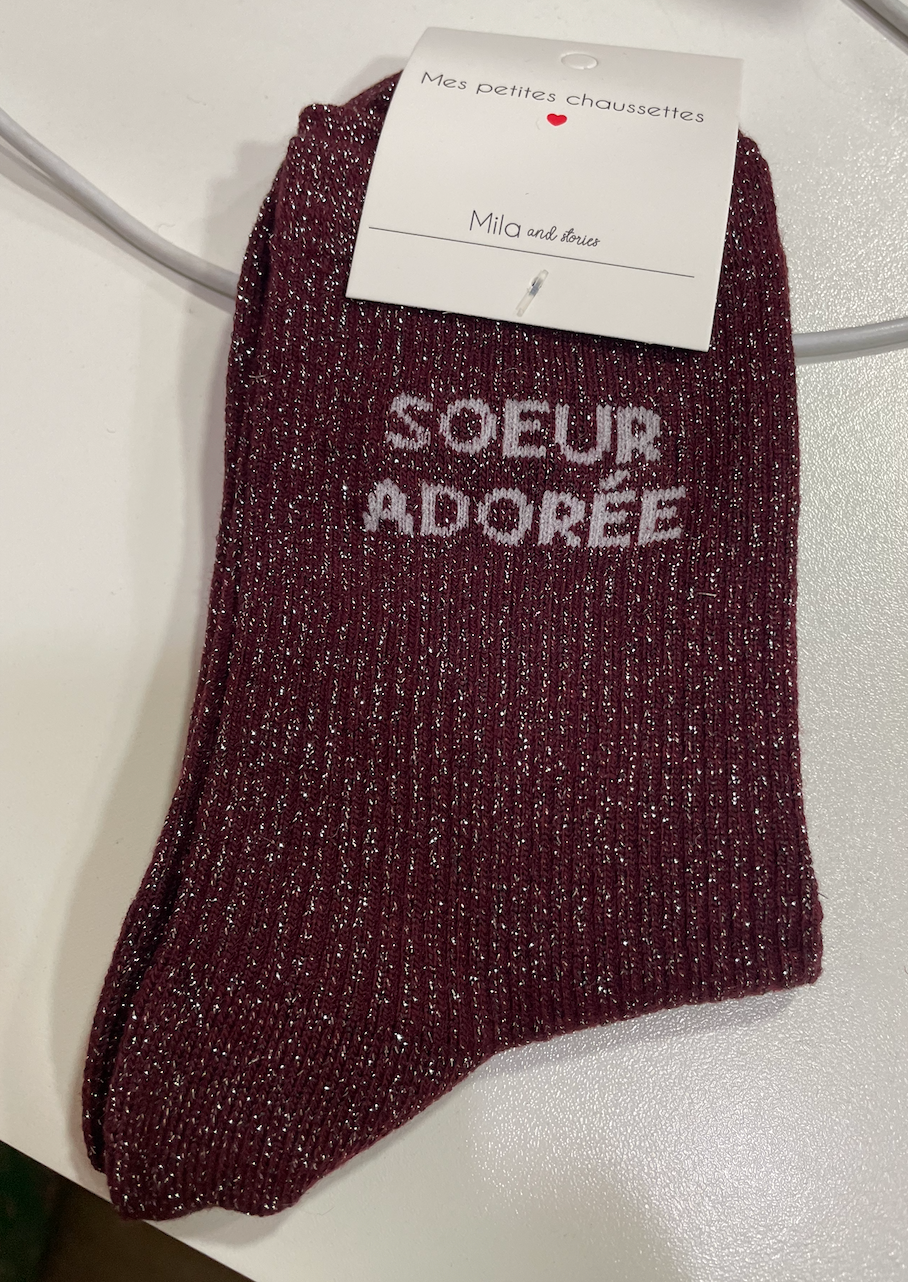 Mes petites chaussettes
Mila and stories
SOEUR
ADORÉE